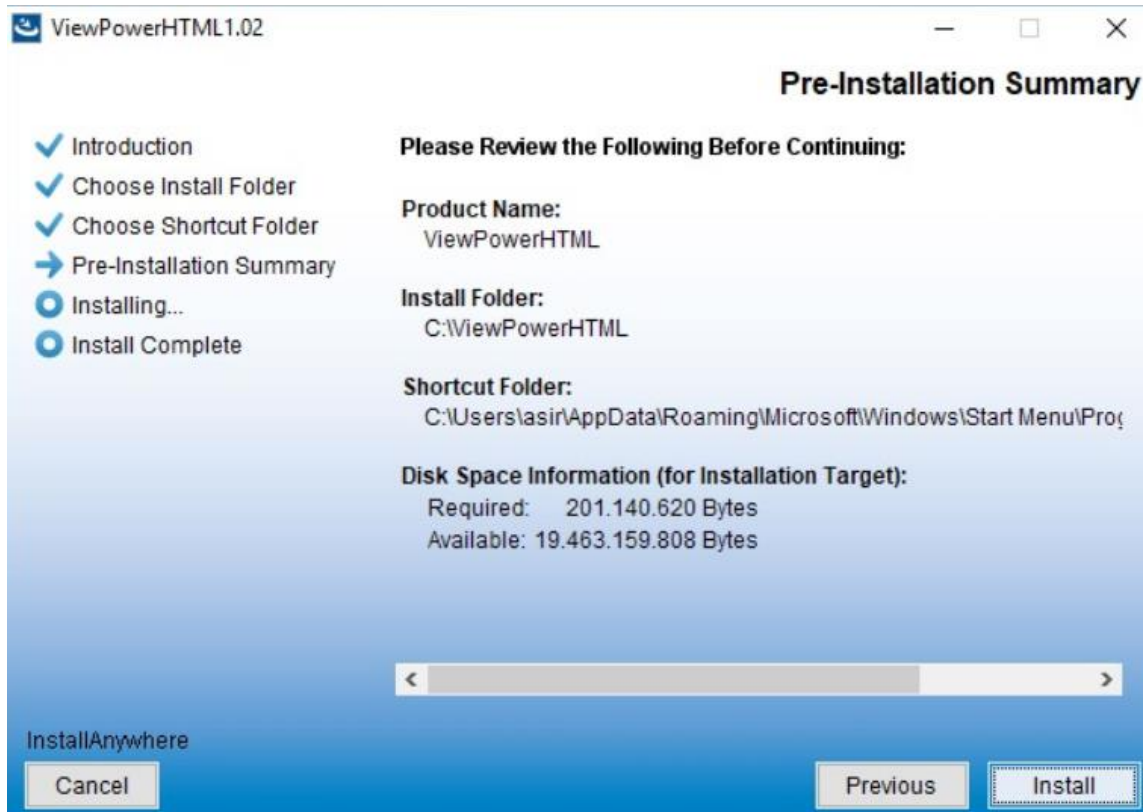 ViewPowerHTML1.02
Pre-Installation Summary
Introduction
Choose Install Folder
Choose Shortcut Folder
Pre-Installation Summary
Installing...
Install Complete
Please Review the Following Before Continuing:
Product Name:
ViewPowerHTML
Install Folder:
C:\ViewPowerHTML
Shortcut Folder:
C:\Users\asir\AppData\Roaming\Microsoft\Windows\Start Menu\Prog
Disk Space Information (for Installation Target):
Required: 201.140.620 Bytes
Available: 19.463.159.808 Bytes
InstallAnywhere
Cancel
Previous
Install